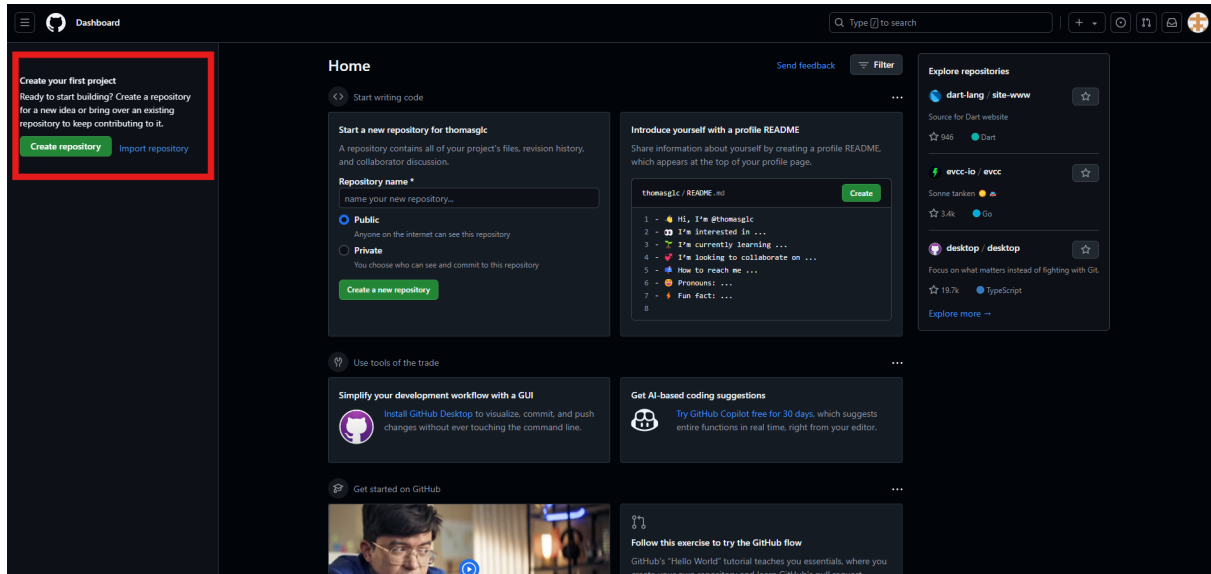 Dashboard
Type / to search
Create your first project
Ready to start building? Create a repository
for a new idea or bring over an existing
repository to keep contributing to it.
Create repository
Import repository
Home
Send feedback
Filter
Start writing code
Start a new repository for thomasglc
A repository contains all of your project's files, revision history,
and collaborator discussion.
Repository name *
name your new repository...
Public
Anyone on the internet can see this repository
Private
You choose who can see and commit to this repository
Create a new repository
Introduce yourself with a profile README
Share information about yourself by creating a profile README,
which appears at the top of your profile page.
thomasglc / README.md
Create
1 - 👋 Hi, I'm @thomasglc
2 - 👀 I'm interested in ...
3 - 🌱 I'm currently learning ...
4 - 💞️ I'm looking to collaborate on ...
5 - 📫 How to reach me ...
6 - 😄 Pronouns: ...
7 - ⚡ Fun fact: ...
8
Use tools of the trade
Simplify your development workflow with a GUI
Install GitHub Desktop to visualize, commit, and push
changes without ever touching the command line.
Get AI-based coding suggestions
Try GitHub Copilot free for 30 days, which suggests
entire functions in real time, right from your editor.
Get started on GitHub
Follow this exercise to try the GitHub flow
GitHub's "Hello World" tutorial teaches you essentials, where you
create your own repository and learn GitHub's pull request
Explore repositories
dart-lang / site-www
Source for Dart website
946
Dart
evcc-io / evcc
Sonne tanken
3.4k
Go
desktop / desktop
Focus on what matters instead of fighting with Git.
19.7k
TypeScript
Explore more →